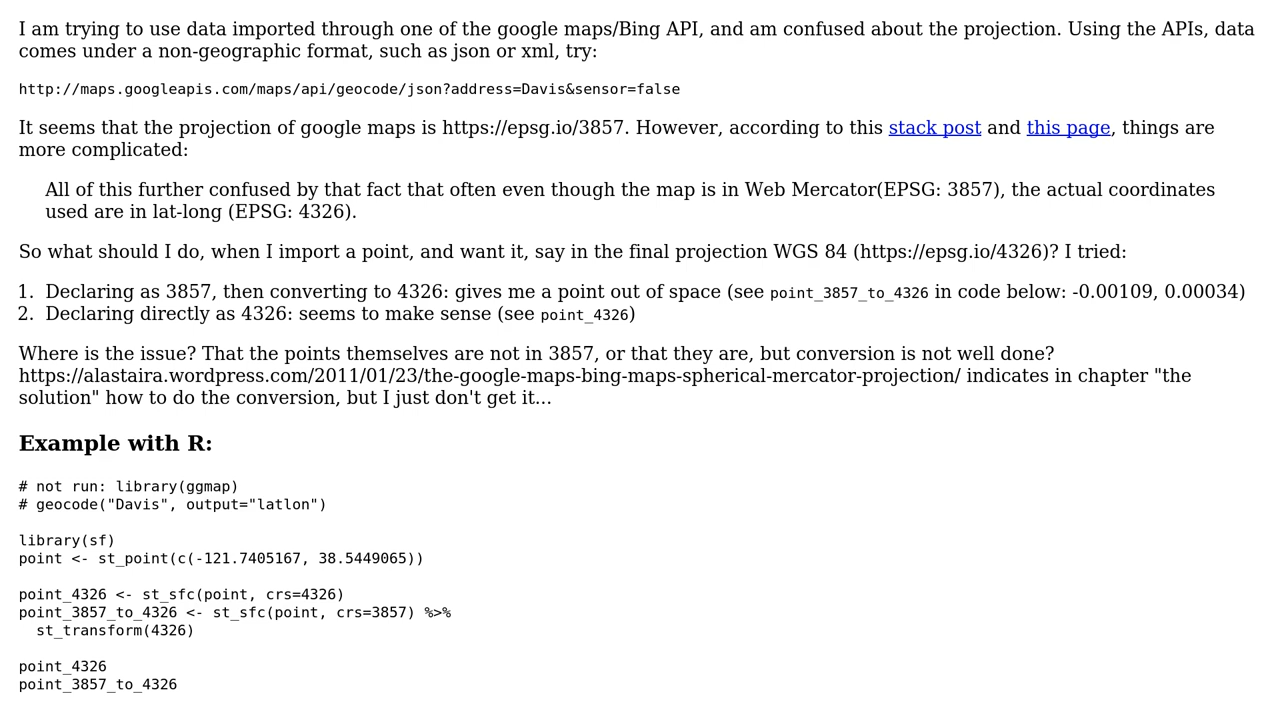 I am trying to use data imported through one of the google maps/Bing API, and am confused about the projection. Using the APIs, data
comes under a non-geographic format, such as json or xml, try:
http://maps.googleapis.com/maps/api/geocode/json?address=Davis&sensor=false
It seems that the projection of google maps is https://epsg.io/3857. However, according to this stack post and this page, things are
more complicated:
All of this further confused by that fact that often even though the map is in Web Mercator(EPSG: 3857), the actual coordinates
used are in lat-long (EPSG: 4326).
So what should I do, when I import a point, and want it, say in the final projection WGS 84 (https://epsg.io/4326)? I tried:
1. Declaring as 3857, then converting to 4326: gives me a point out of space (see point_3857_to_4326 in code below: -0.00109, 0.00034)
2. Declaring directly as 4326: seems to make sense (see point_4326)
Where is the issue? That the points themselves are not in 3857, or that they are, but conversion is not well done?
https://alastaira.wordpress.com/2011/01/23/the-google-maps-bing-maps-spherical-mercator-projection/ indicates in chapter "the
solution" how to do the conversion, but I just don't get it...
Example with R:
# not run: library(ggmap)
# geocode("Davis", output="latlon")
library(sf)
point <- st_point(c(-121.7405167, 38.5449065))
point_4326 <- st_sfc(point, crs=4326)
point_3857_to_4326 <- st_sfc(point, crs=3857) %>%
  st_transform(4326)
point_4326
point_3857_to_4326